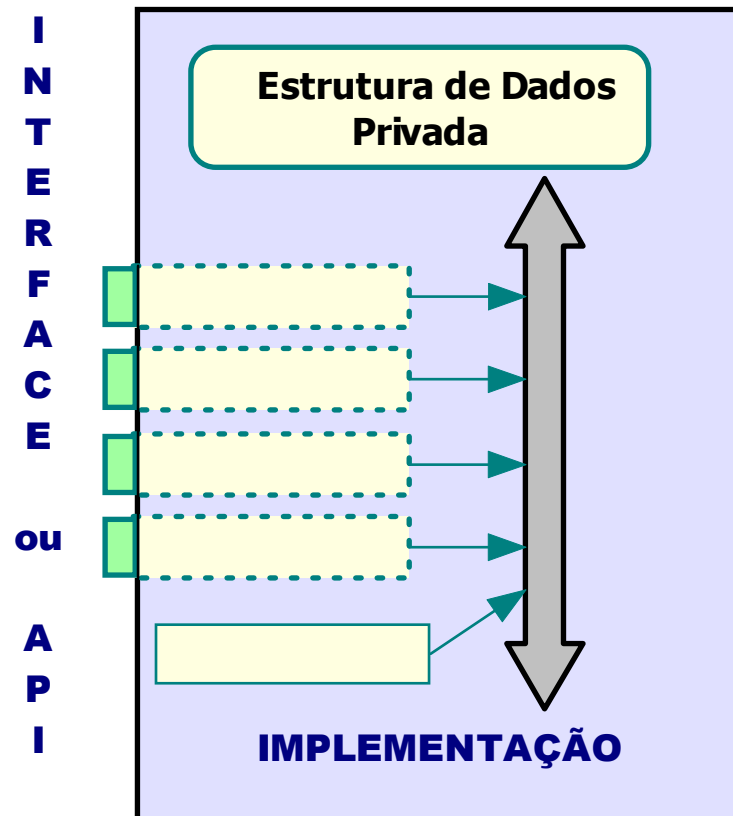 INTERFACE
ou
API
Estrutura de Dados
Privada
IMPLEMENTAÇÃO